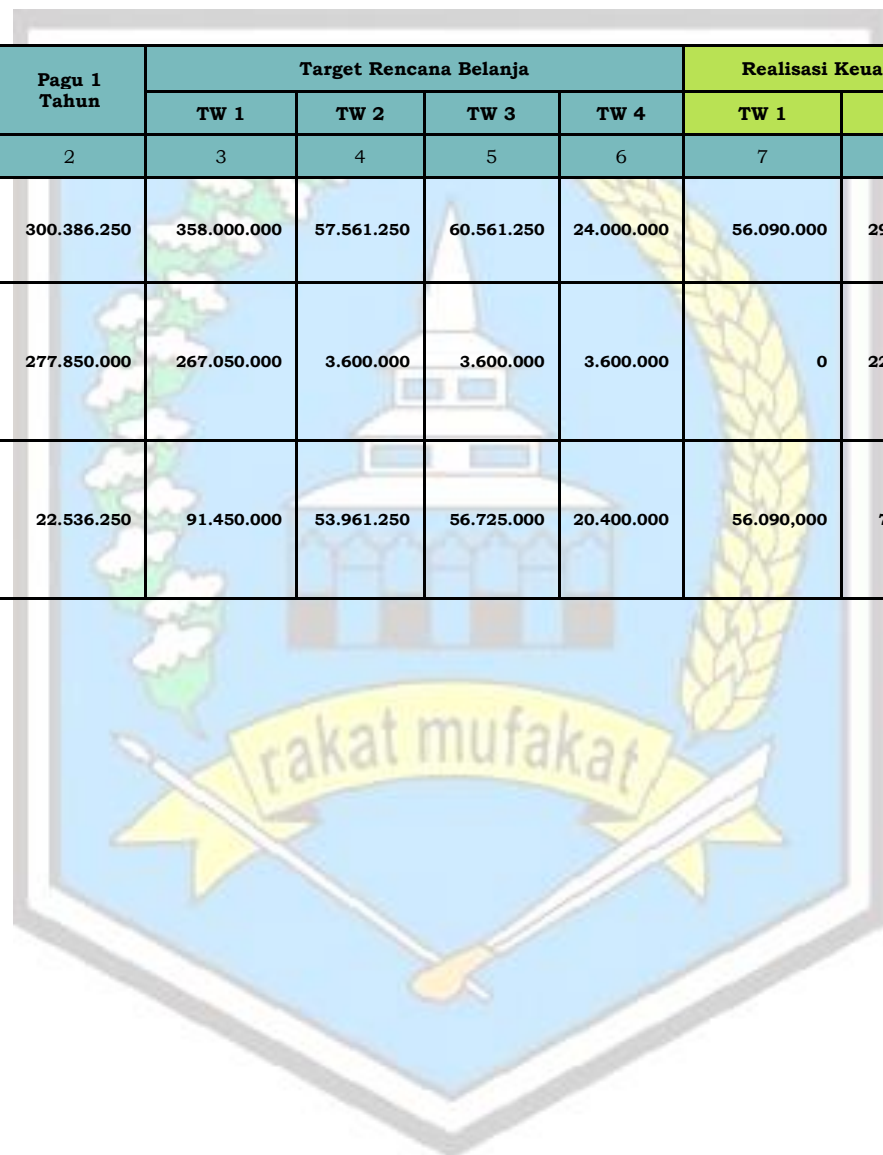 Pagu 1 Tahun Target Rencana Belanja Realisasi
TW 1 TW 2 TW 3 TW 4 TW 1
2 3 4 5 6 7
300.386.250 358.000.000 57.561.250 60.561.250 24.000.000 56.090.000
277.850.000 267.050.000 3.600.000 3.600.000 3.600.000 0
22.536.250 91.450.000 53.961.250 56.725.000 20.400.000 56.090,000
rakat mufakat